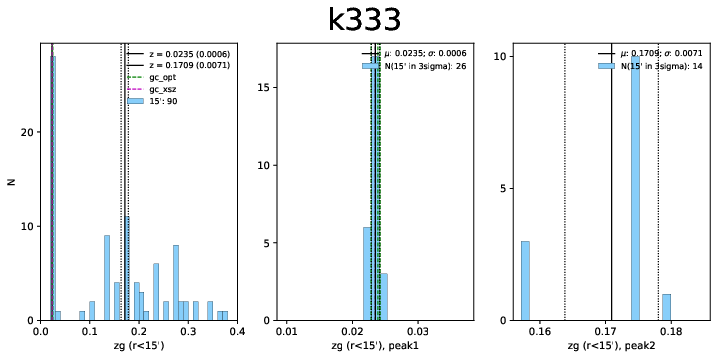 k333
z = 0.0235 (0.0006)
z = 0.1709 (0.0071)
gc_opt
gc_xsz
15': 90
N
20
10
0
0.0 0.1 0.2 0.3 0.4
zg (r<15')
μ: 0.0235; σ: 0.0006
N(15' in 3sigma): 26
15
10
5
0
0.01 0.02 0.03
zg (r<15'), peak1
μ: 0.1709; σ: 0.0071
N(15' in 3sigma): 14
10
5
0
0.16 0.17 0.18
zg (r<15'), peak2